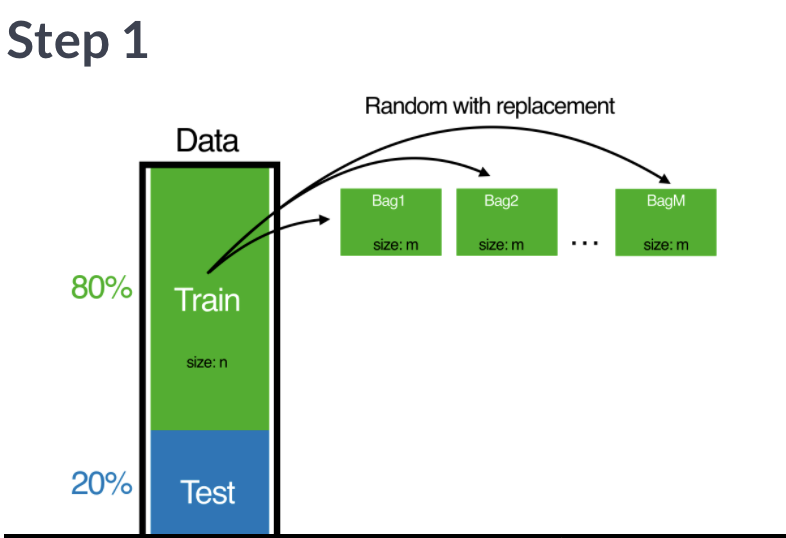 Step 1
Random with replacement
Data
Bag1
Bag2
BagM
size: m
size: m
...
size: m
80%
Train
size: n
20%
Test